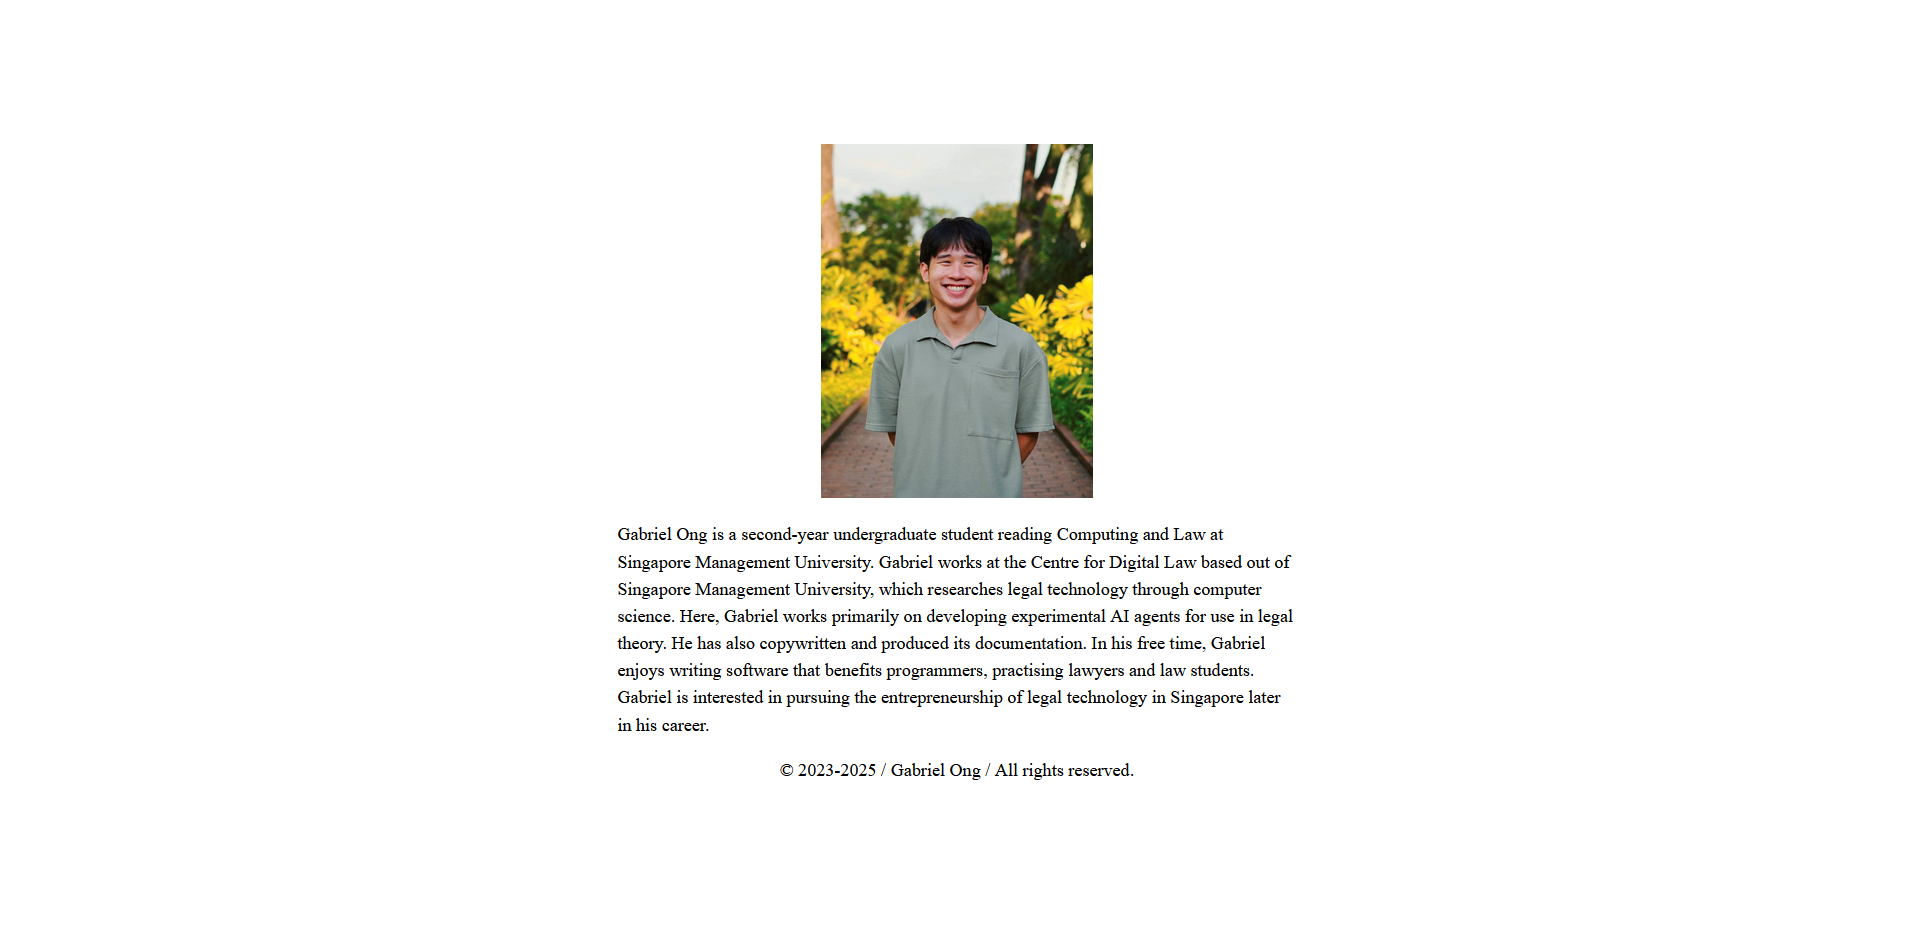 Gabriel Ong is a second-year undergraduate student reading Computing and Law at
Singapore Management University. Gabriel works at the Centre for Digital Law based out of
Singapore Management University, which researches legal technology through computer
science. Here, Gabriel works primarily on developing experimental AI agents for use in legal
theory. He has also copywritten and produced its documentation. In his free time, Gabriel
enjoys writing software that benefits programmers, practising lawyers and law students.
Gabriel is interested in pursuing the entrepreneurship of legal technology in Singapore later
in his career.
© 2023-2025 / Gabriel Ong / All rights reserved.